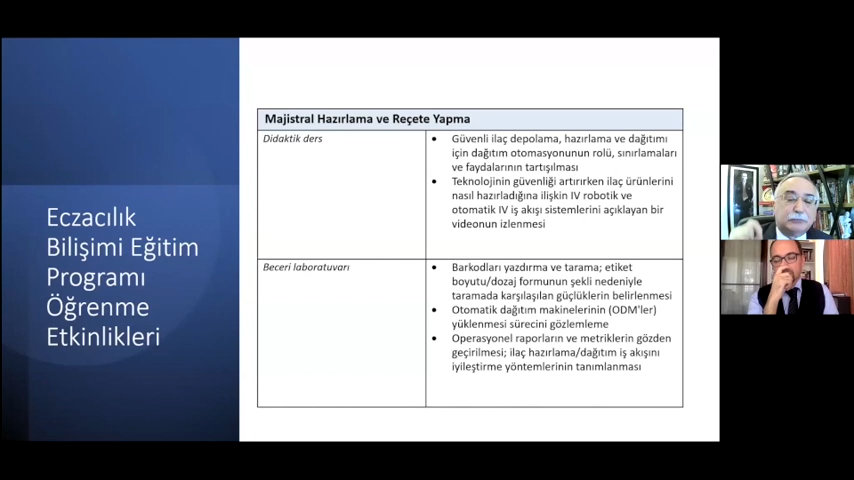 Eczacılık
Bilişimi Eğitim
Programı
Öğrenme
Etkinlikleri
Majistral Hazırlama ve Reçete Yapma
Didaktik ders
• Güvenli ilaç depolama, hazırlama ve dağıtımı
için dağıtım otomasyonunun rolü, sınırlamaları
ve faydalarının tartışılması
• Teknolojinin güvenliği artırırken ilaç ürünlerini
nasıl hazırladığına ilişkin IV robotik ve
otomatik IV iş akışı sistemlerini açıklayan bir
videonun izlenmesi
Beceri laboratuvarı
• Barkodları yazdırma ve tarama; etiket
boyutu/dozaj formunun şekli nedeniyle
taramada karşılaşılan güçlüklerin belirlenmesi
• Otomatik dağıtım makinelerinin (ODM'ler)
yüklenmesi sürecini gözlemleme
• Operasyonel raporların ve metriklerin gözden
geçirilmesi; ilaç hazırlama/dağıtım iş akışını
iyileştirme yöntemlerinin tanımlanması